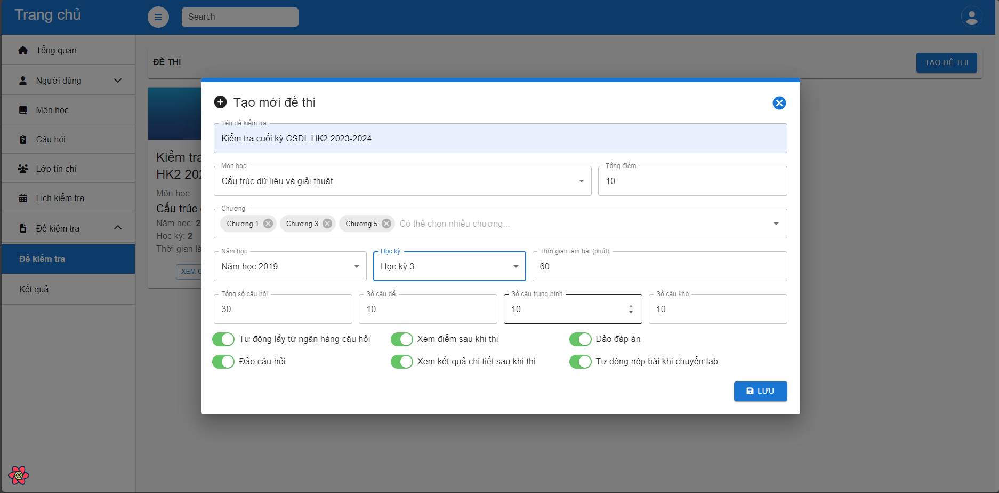 Trang chủ
Search
Tổng quan
Người dùng
Môn học
Câu hỏi
Lớp tín chỉ
Lịch kiểm tra
Đề kiểm tra
Đề kiểm tra
Kết quả
ĐỀ THI
TẠO ĐỀ THI
Kiểm tra
HK2
Môn học:
Cấu trúc
Năm học: 2
Học kỳ: 2
Thời gian
XEM
Tạo mới đề thi
Tên đề kiểm tra
Kiểm tra cuối kỳ CSDL HK2 2023-2024
Môn học
Cấu trúc dữ liệu và giải thuật
Tổng điểm
10
Chương
Chương 1 Chương 3 Chương 5 Có thể chọn nhiều chương...
Năm học
Năm học 2019
Học kỳ
Học kỳ 3
Thời gian làm bài (phút)
60
Tổng số câu hỏi
30
Số câu dễ
10
Số câu trung bình
10
Số câu khó
10
Tự động lấy từ ngân hàng câu hỏi
Xem điểm sau khi thi
Đảo đáp án
Đảo câu hỏi
Xem kết quả chi tiết sau khi thi
Tự động nộp bài khi chuyển tab
LƯU